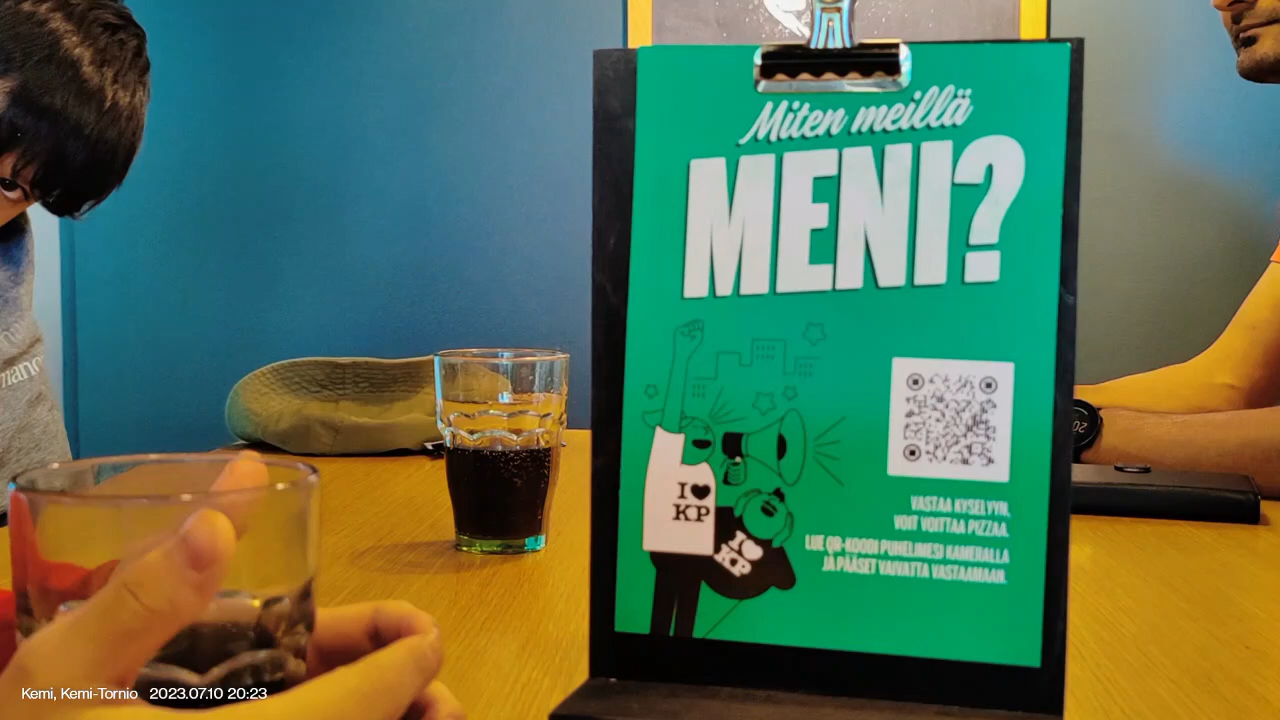 Miten meillä
MENI?
I♥
KP
I♥
KP
VASTAA KYSELYYN,
VOIT VOITTAA PIZZAA.
LUE QR-KOODI PUHELIMESI KAMERALLA
JA PÄÄSET VAIVATTA VASTAAMAAN.
Kemi, Kemi-Tornio 2023.07.10 20:23